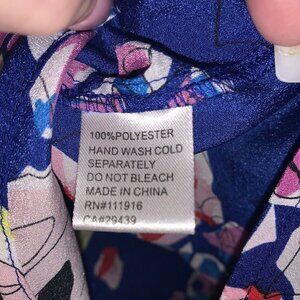 100%POLYESTER
HAND WASH COLD
SEPARATELY
DO NOT BLEACH
MADE IN CHINA
RN#111916
CA#29439